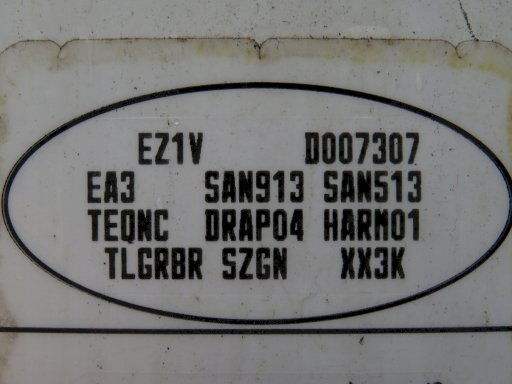 EZ1V D007307
EA3 SAN913 SAN513
TEQNC DRAP04 HARM01
TLGRBR SZGN XX3K